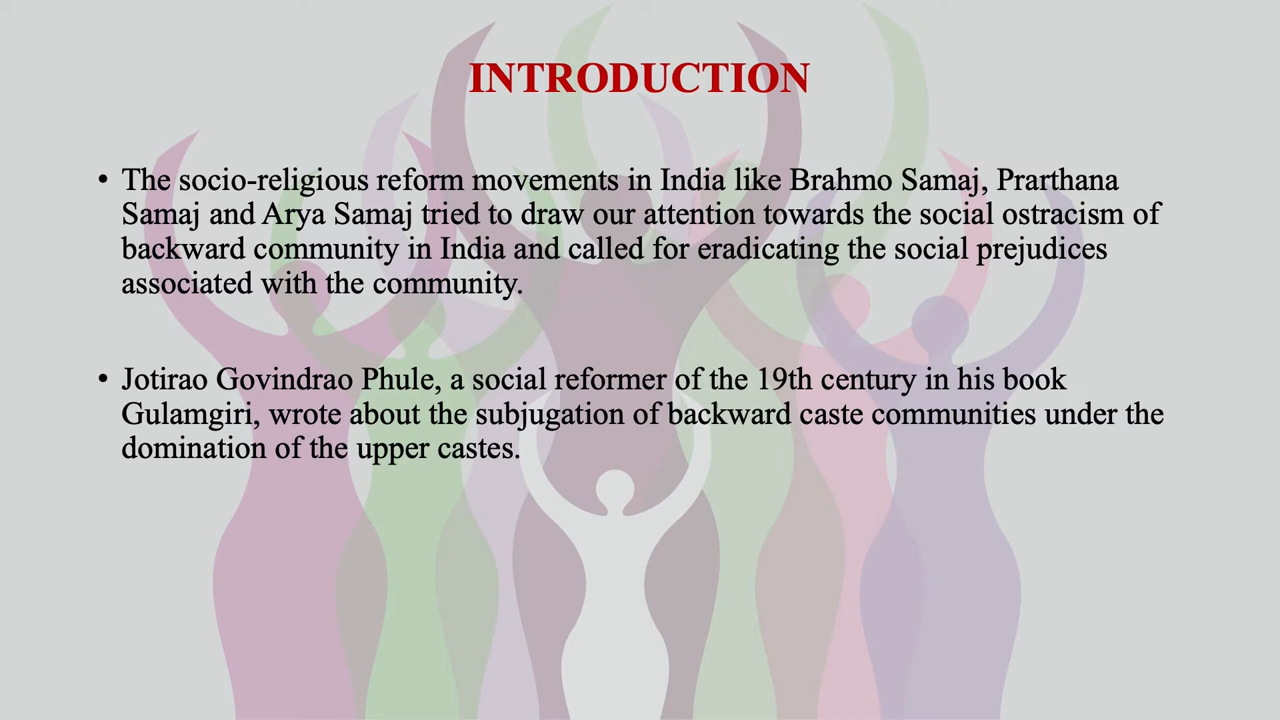 INTRODUCTION
• The socio-religious reform movements in India like Brahmo Samaj, Prarthana
Samaj and Arya Samaj tried to draw our attention towards the social ostracism of
backward community in India and called for eradicating the social prejudices
associated with the community.
• Jotirao Govindrao Phule, a social reformer of the 19th century in his book
Gulamgiri, wrote about the subjugation of backward caste communities under the
domination of the upper castes.